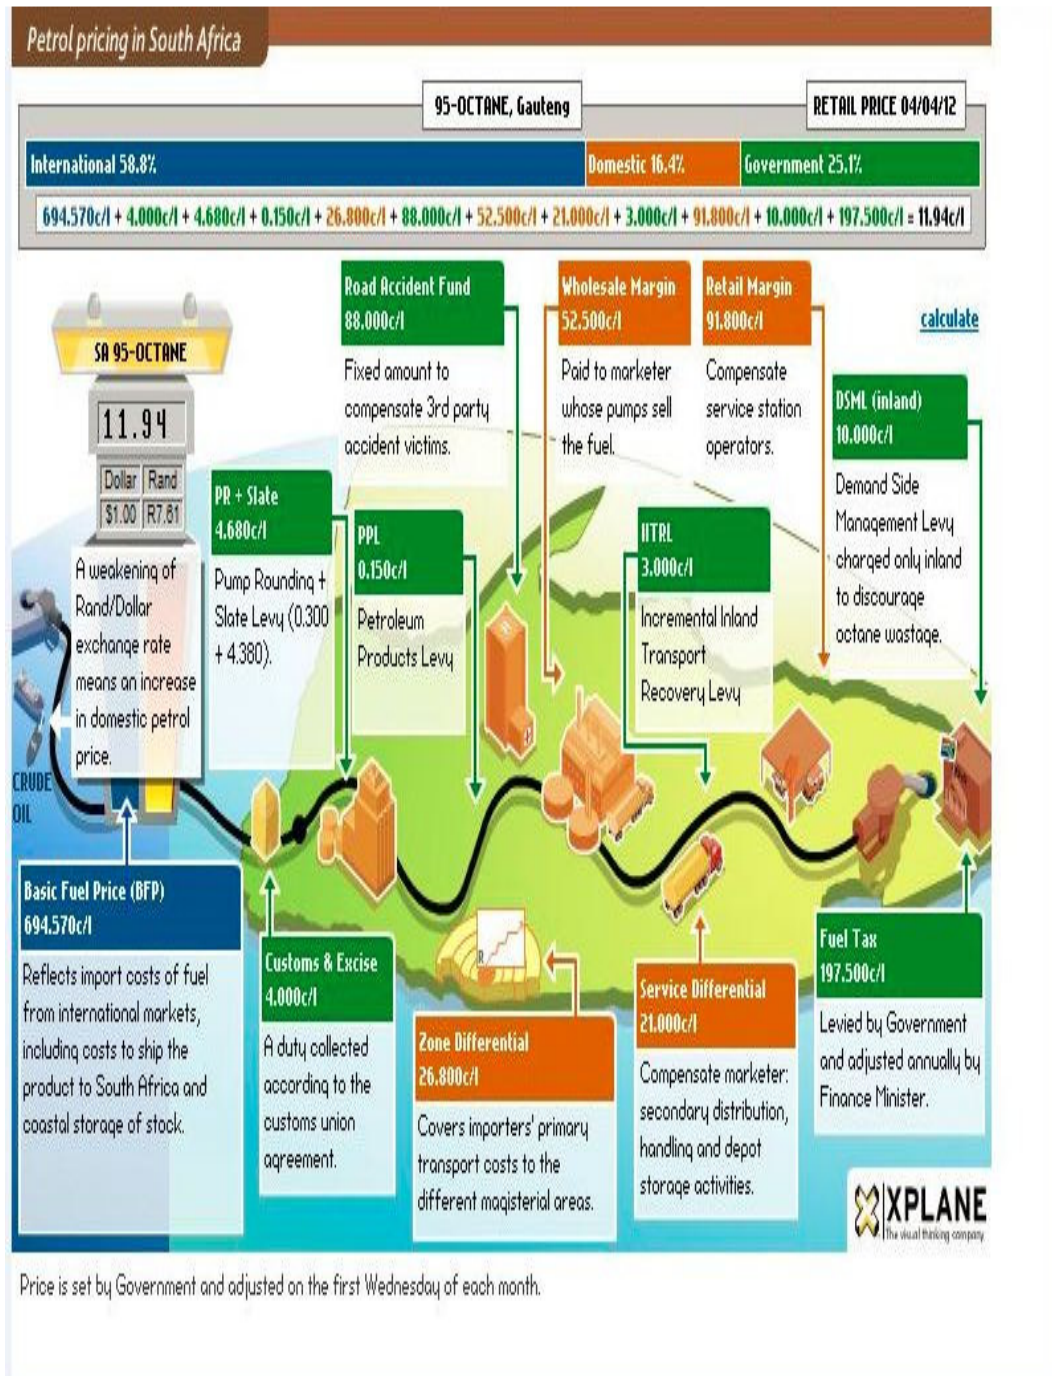 Petrol pricing in South Africa
95-OCTANE, Gauteng
RETAIL PRICE 04/04/12
International 58.8%
Domestic 16.4%
Government 25.1%
694.570c/l + 4.000c/l + 4.680c/l + 0.150c/l + 26.800c/l + 88.000c/l + 52.500c/l + 21.000c/l + 3.000c/l + 91.800c/l + 10.000c/l + 197.500c/l = 11.94c/l
SA 95-OCTANE
11.94
Dollar Rand
$1.00 R7.61
A weakening of
Rand/Dollar
exchange rate
means an increase
in domestic petrol
price.
CRUDE
OIL
PR + Slate
4.680c/l
Pump Rounding +
Slate Levy (0.300
+ 4.380).
Road Accident Fund
88.000c/l
Fixed amount to
compensate 3rd party
accident victims.
PPL
0.150c/l
Petroleum
Products Levy
Wholesale Margin
52.500c/l
Paid to marketer
whose pumps sell
the fuel.
Retail Margin
91.800c/l
Compensate
service station
operators.
calculate
DSML (inland)
10.000c/l
Demand Side
Management Levy
charged only inland
to discourage
octane wastage.
IITRL
3.000c/l
Incremental Inland
Transport
Recovery Levy
Basic Fuel Price (BFP)
694.570c/l
Reflects import costs of fuel
from international markets,
including costs to ship the
product to South Africa and
coastal storage of stock.
Customs & Excise
4.000c/l
A duty collected
according to the
customs union
agreement.
R
Zone Differential
26.800c/l
Covers importers' primary
transport costs to the
different magisterial areas.
Service Differential
21.000c/l
Compensate marketer:
secondary distribution,
handling and depot
storage activities.
Fuel Tax
197.500c/l
Levied by Government
and adjusted annually by
Finance Minister.
XPLANE
The visual thinking company
Price is set by Government and adjusted on the first Wednesday of each month.